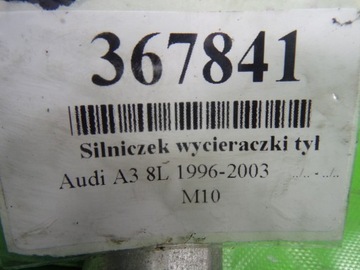 367841
Silniczek wycieraczki tył
Audi A3 8L 1996-2003 ../.. - ../..
M10